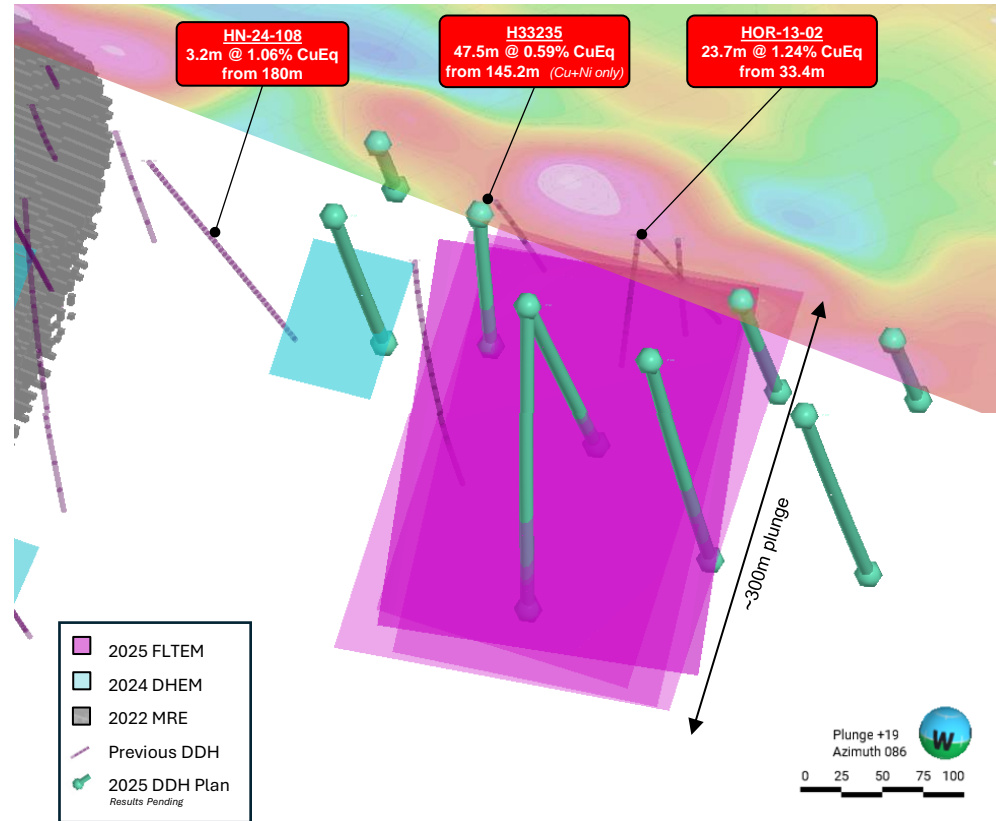 HN-24-108
3.2m @ 1.06% CuEq
from 180m
H33235
47.5m @ 0.59% CuEq
from 145.2m (Cu+Ni only)
HOR-13-02
23.7m @ 1.24% CuEq
from 33.4m
~300m plunge
2025 FLTEM
2024 DHEM
2022 MRE
Previous DDH
2025 DDH Plan
Results Pending
Plunge +19
Azimuth 086
W
0 25 50 75 100